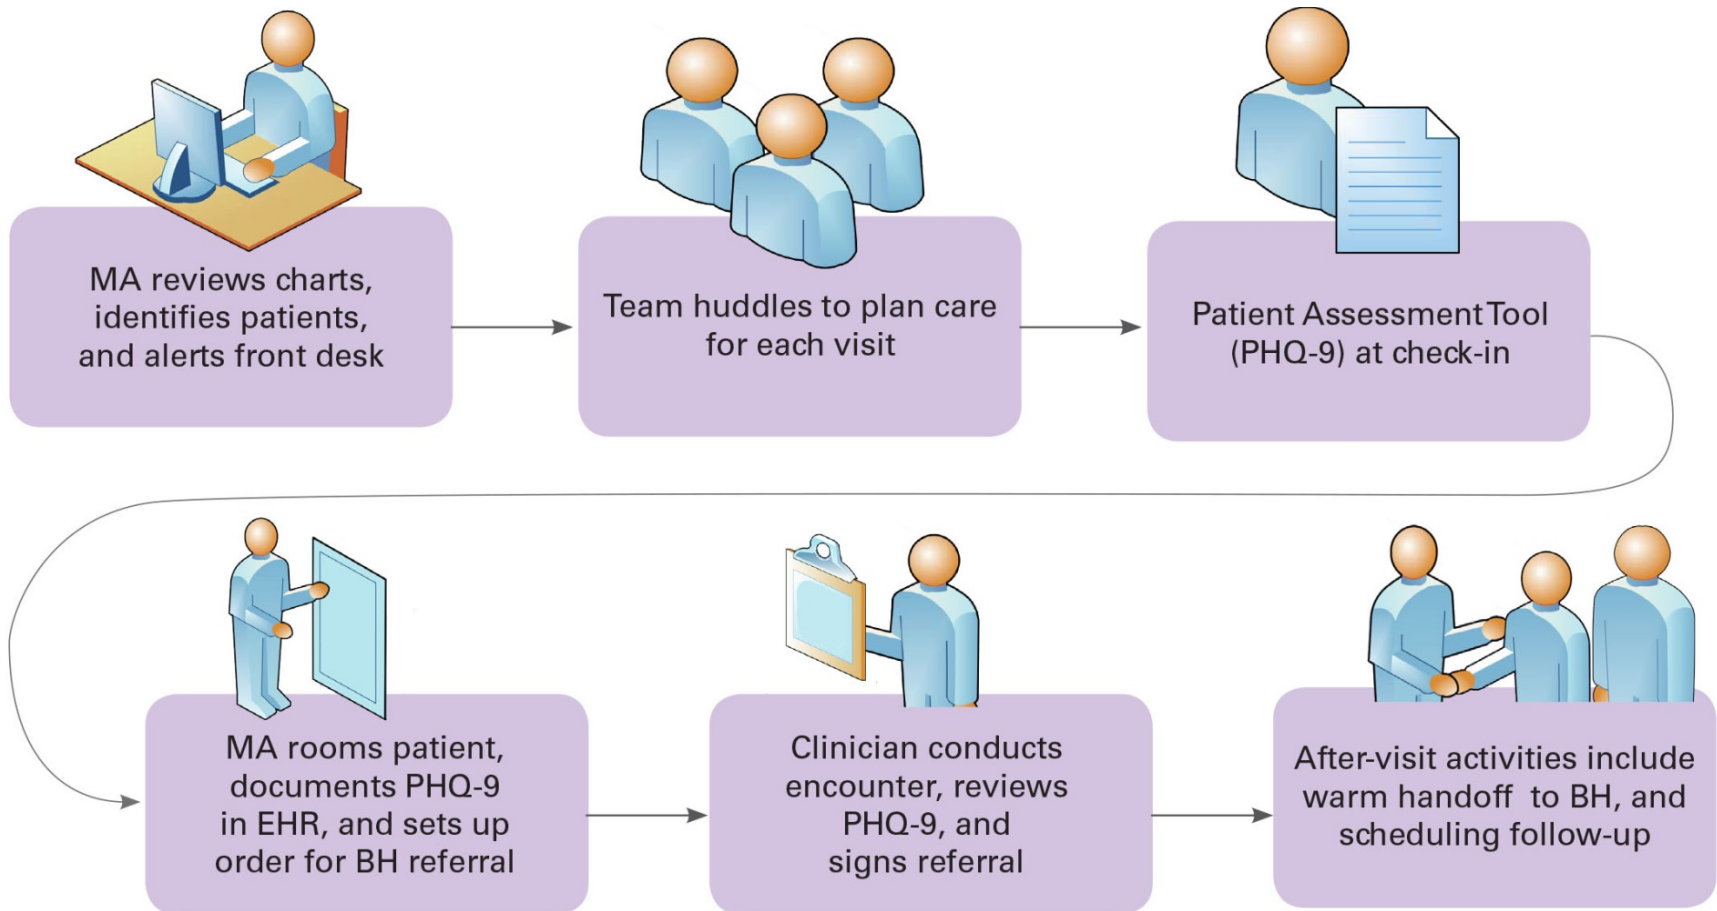 MA reviews charts,
identifies patients,
and alerts front desk
Team huddles to plan care
for each visit
Patient Assessment Tool
(PHQ-9) at check-in
MA rooms patient,
documents PHQ-9
in EHR, and sets up
order for BH referral
Clinician conducts
encounter, reviews
PHQ-9, and
signs referral
After-visit activities include
warm handoff to BH, and
scheduling follow-up